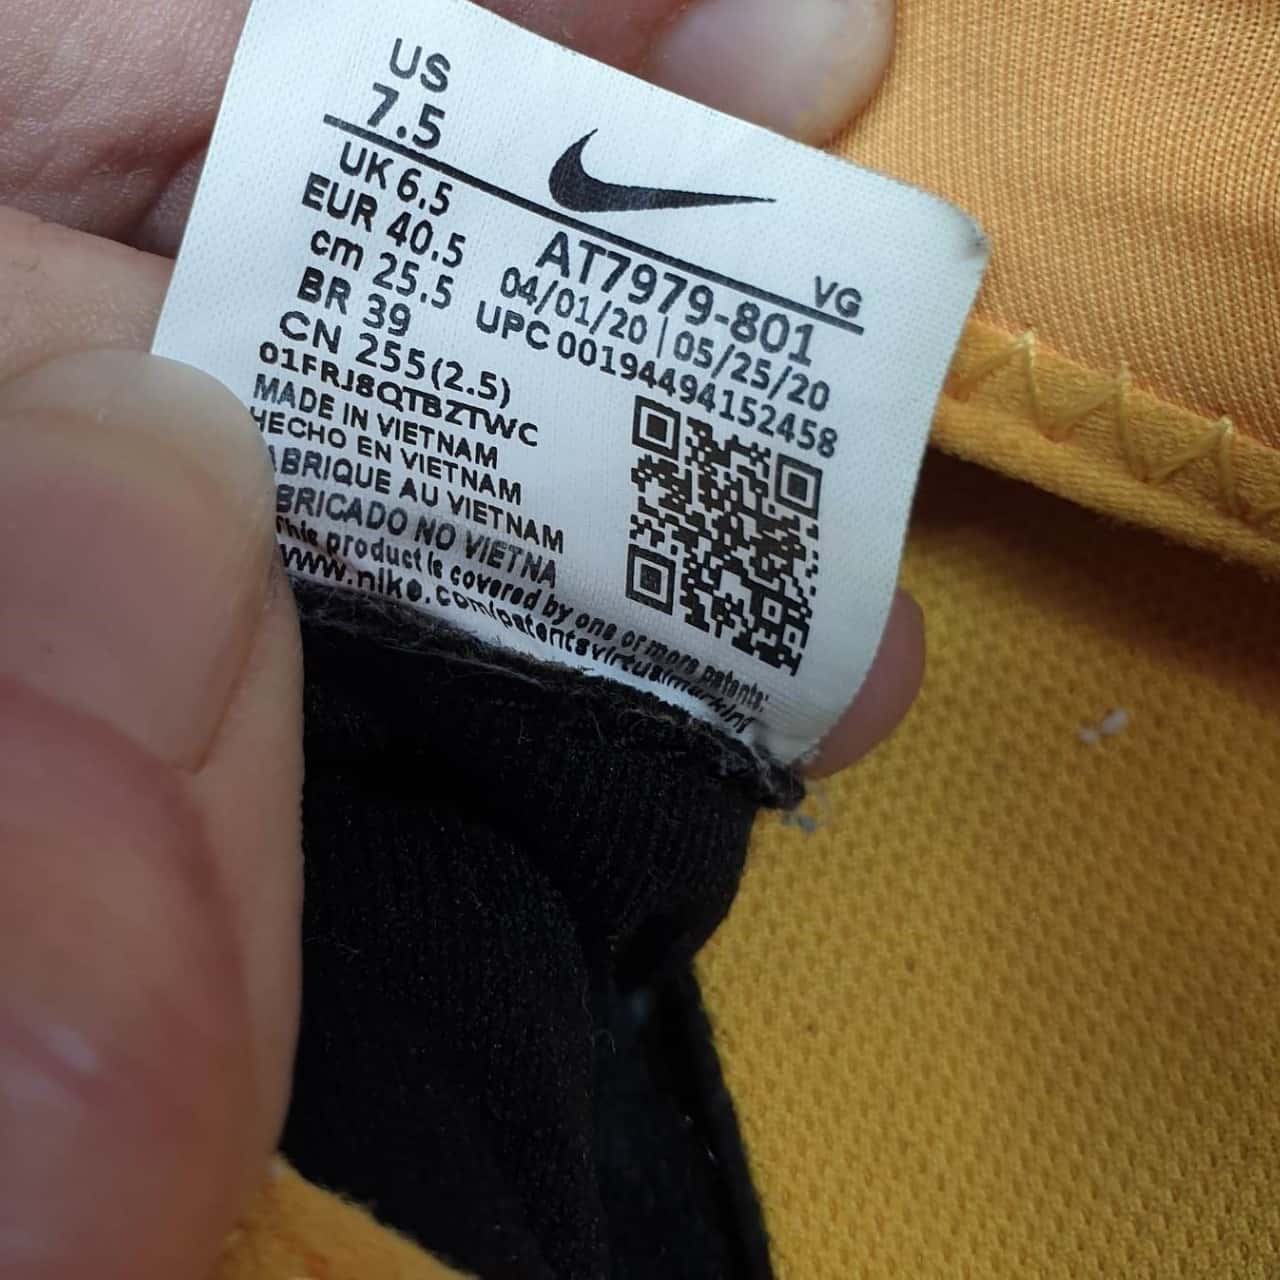 US
7.5
VG
UK 6.5
EUR 40.5
cm 25.5
BR 39
CN 255(2.5)
AT7979-801
04/01/20 | 05/25/20
UPC 00194494152458
01FRJ8QTBZTWC
MADE IN VIETNAM
HECHO EN VIETNAM
ABRIQUE AU VIETNAM
BRICADO NO VIETNA
This product is covered by one or more patents:
www.nike.com/patentsvirtualmarking